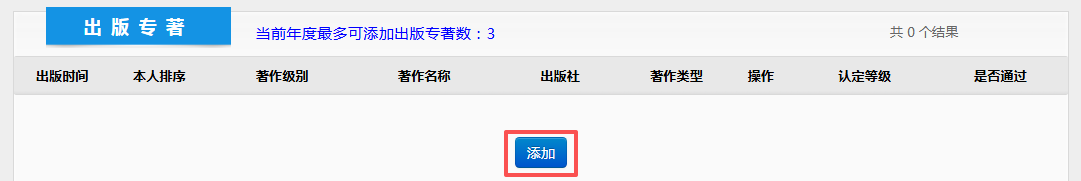 出版专著
当前年度最多可添加出版专著数：3
共 0 个结果
出版时间 本人排序 著作级别 著作名称 出版社 著作类型 操作 认定等级 是否通过
添加